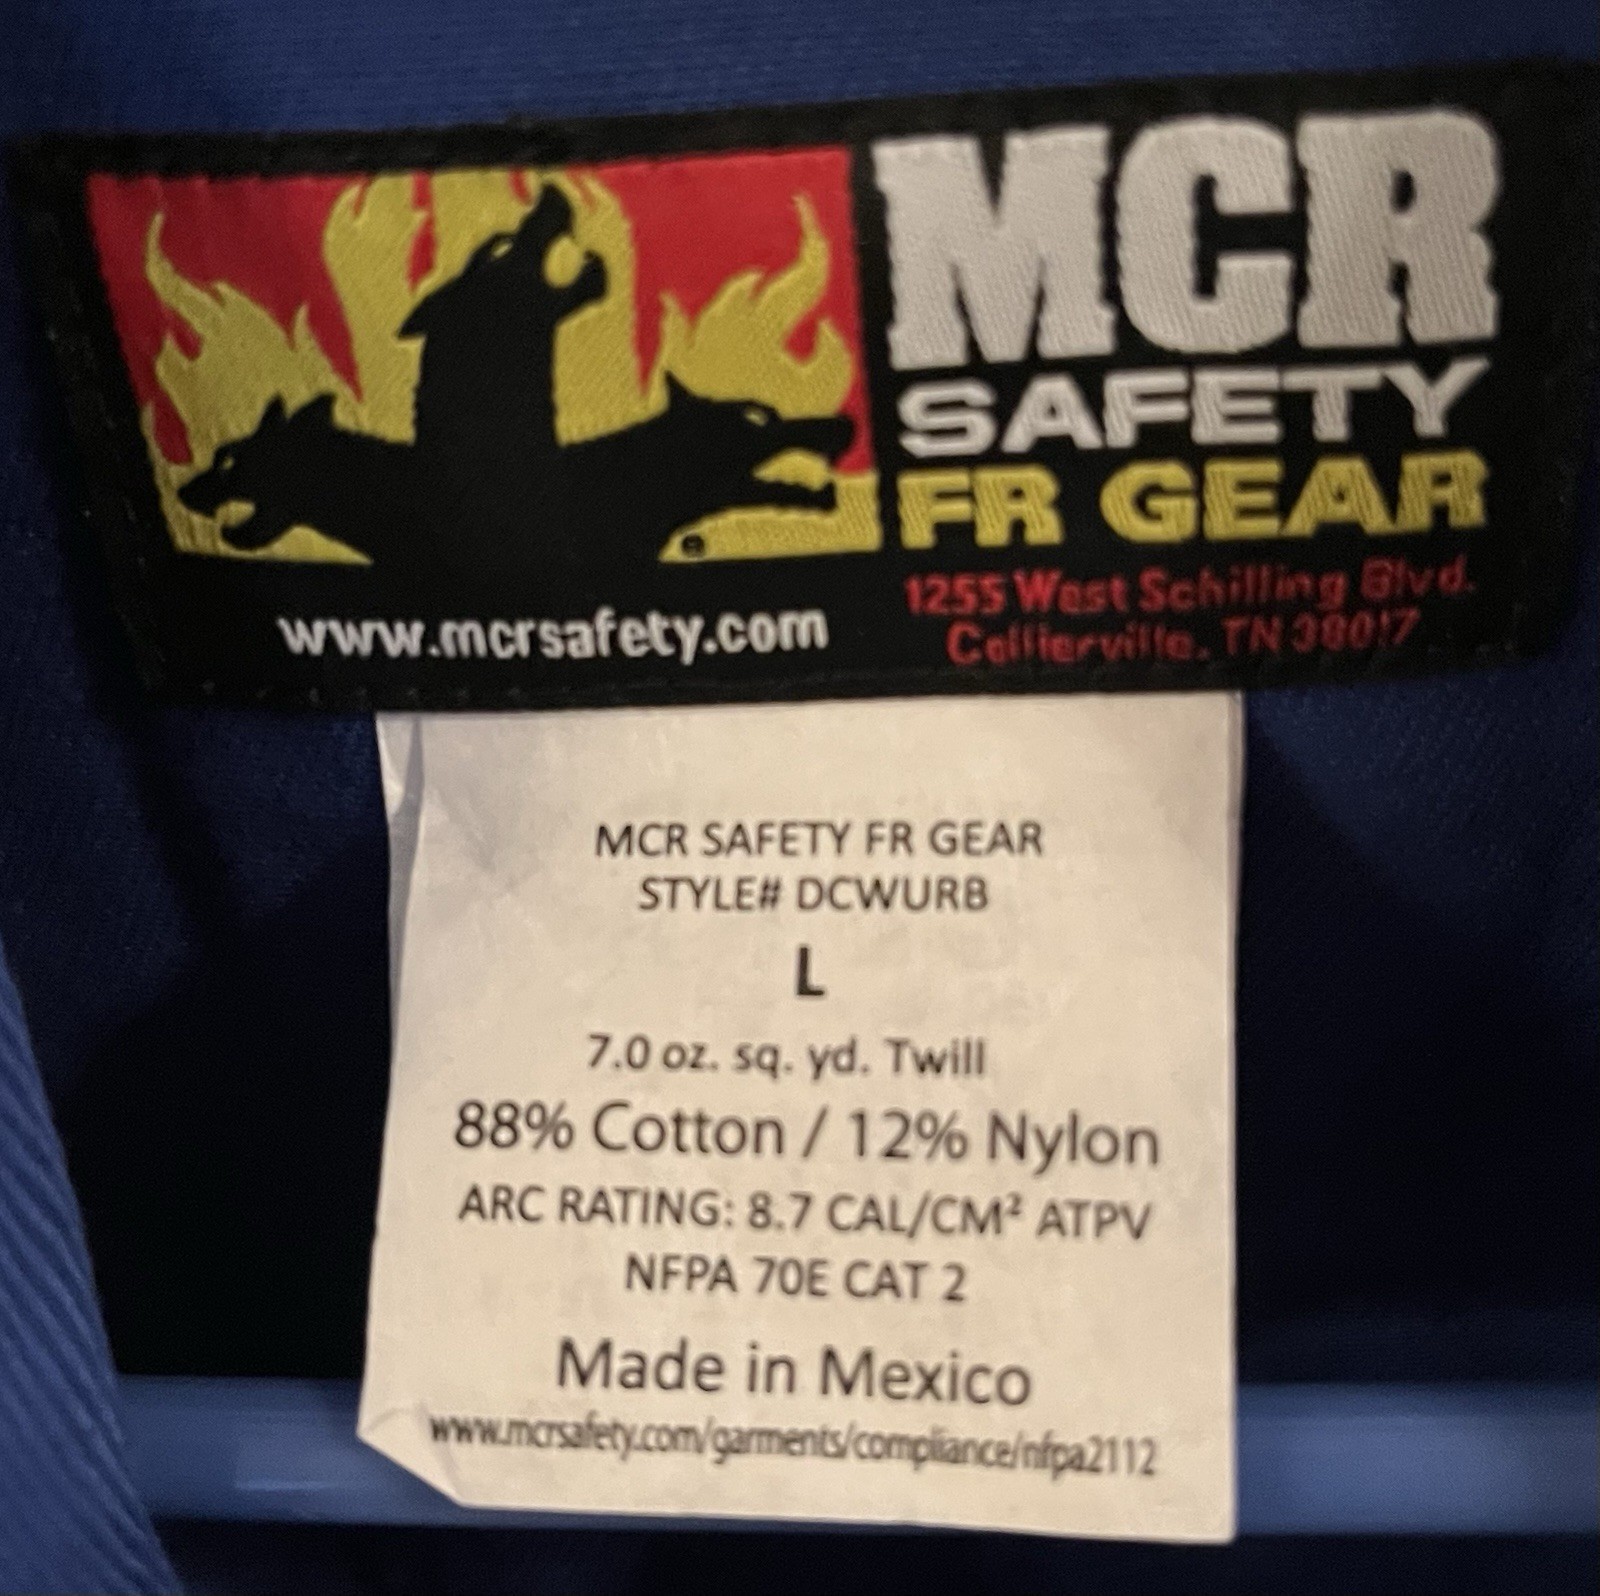 MCR
SAFETY
FR GEAR
1255 West Schilling Blvd.
Collierville, TN 38017
www.mcrsafety.com
MCR SAFETY FR GEAR
STYLE# DCWURB
L
7.0 oz. sq. yd. Twill
88% Cotton / 12% Nylon
ARC RATING: 8.7 CAL/CM² ATPV
NFPA 70E CAT 2
Made in Mexico
www.mcrsafety.com/garments/compliance/nfpa2112